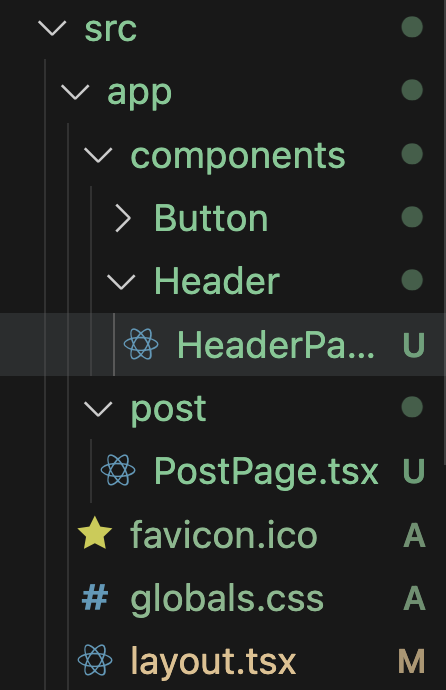 src
app
components
Button
Header
HeaderPa... U
post
PostPage.tsx U
favicon.ico A
# globals.css A
layout.tsx M